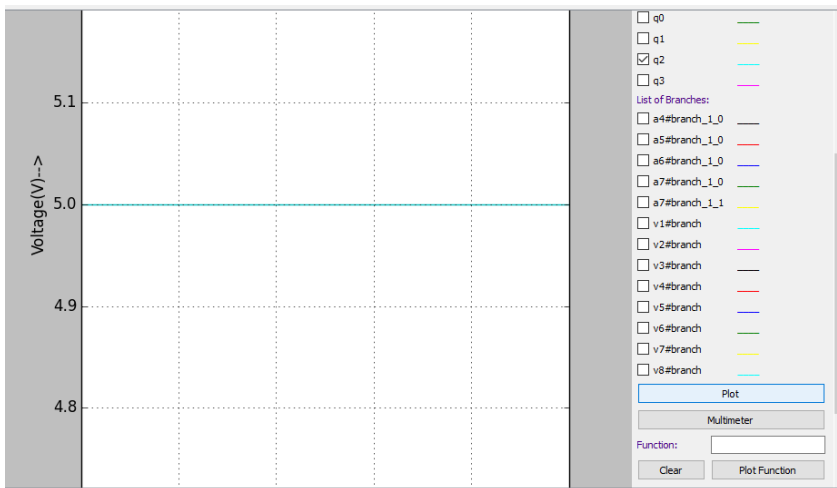 5.1
5.0
4.9
4.8
Voltage(V)-->
q0
q1
q2
q3
List of Branches:
a4#branch_1_0
a5#branch_1_0
a6#branch_1_0
a7#branch_1_0
a7#branch_1_1
v1#branch
v2#branch
v3#branch
v4#branch
v5#branch
v6#branch
v7#branch
v8#branch
Plot
Multimeter
Function:
Clear Plot Function